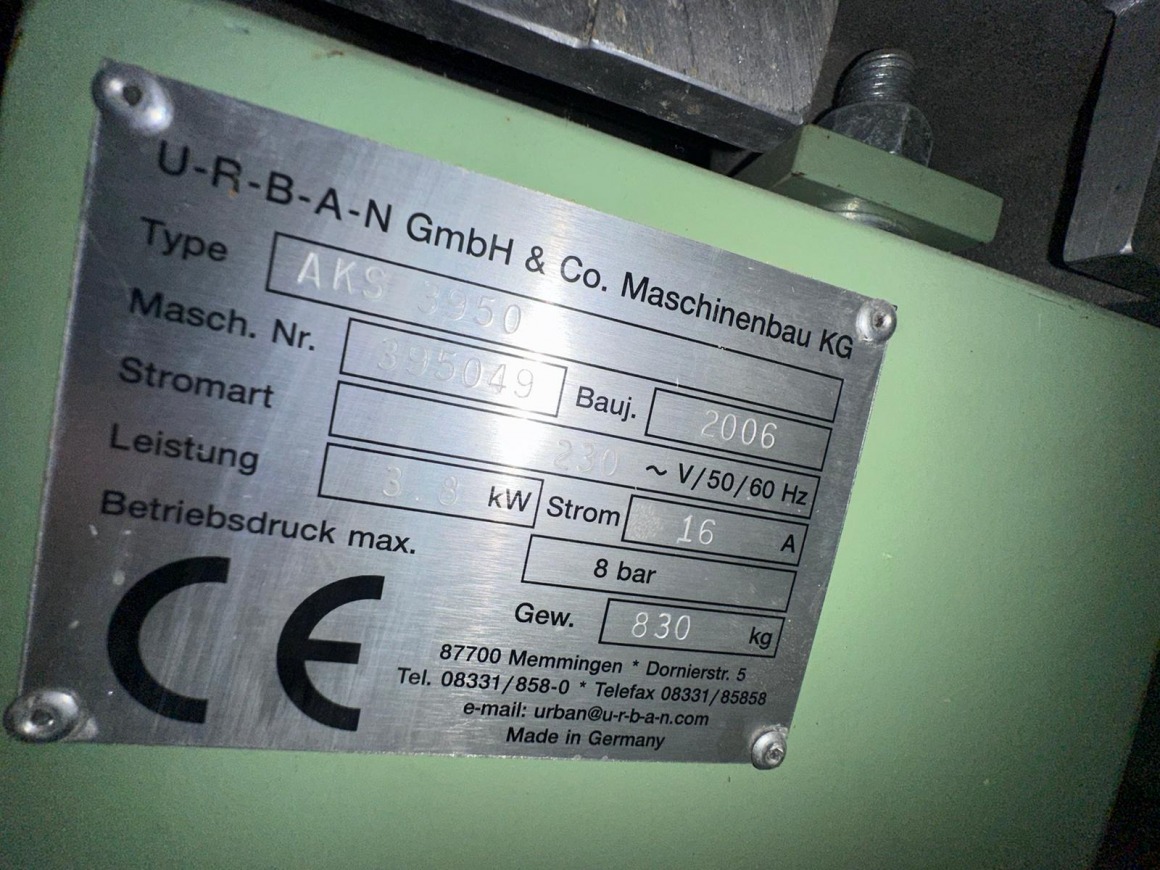 U-R-B-A-N GmbH & Co. Maschinenbau KG
Type AKS 3950
Masch. Nr. 395049 Bauj. 2006
Stromart 230 ~ V/50/60 Hz
Leistung 3.8 kW Strom 16 A
Betriebsdruck max. 8 bar
Gew. 830 kg
CE
87700 Memmingen * Dornierstr. 5
Tel. 08331/858-0 * Telefax 08331/85858
e-mail: urban@u-r-b-a-n.com
Made in Germany